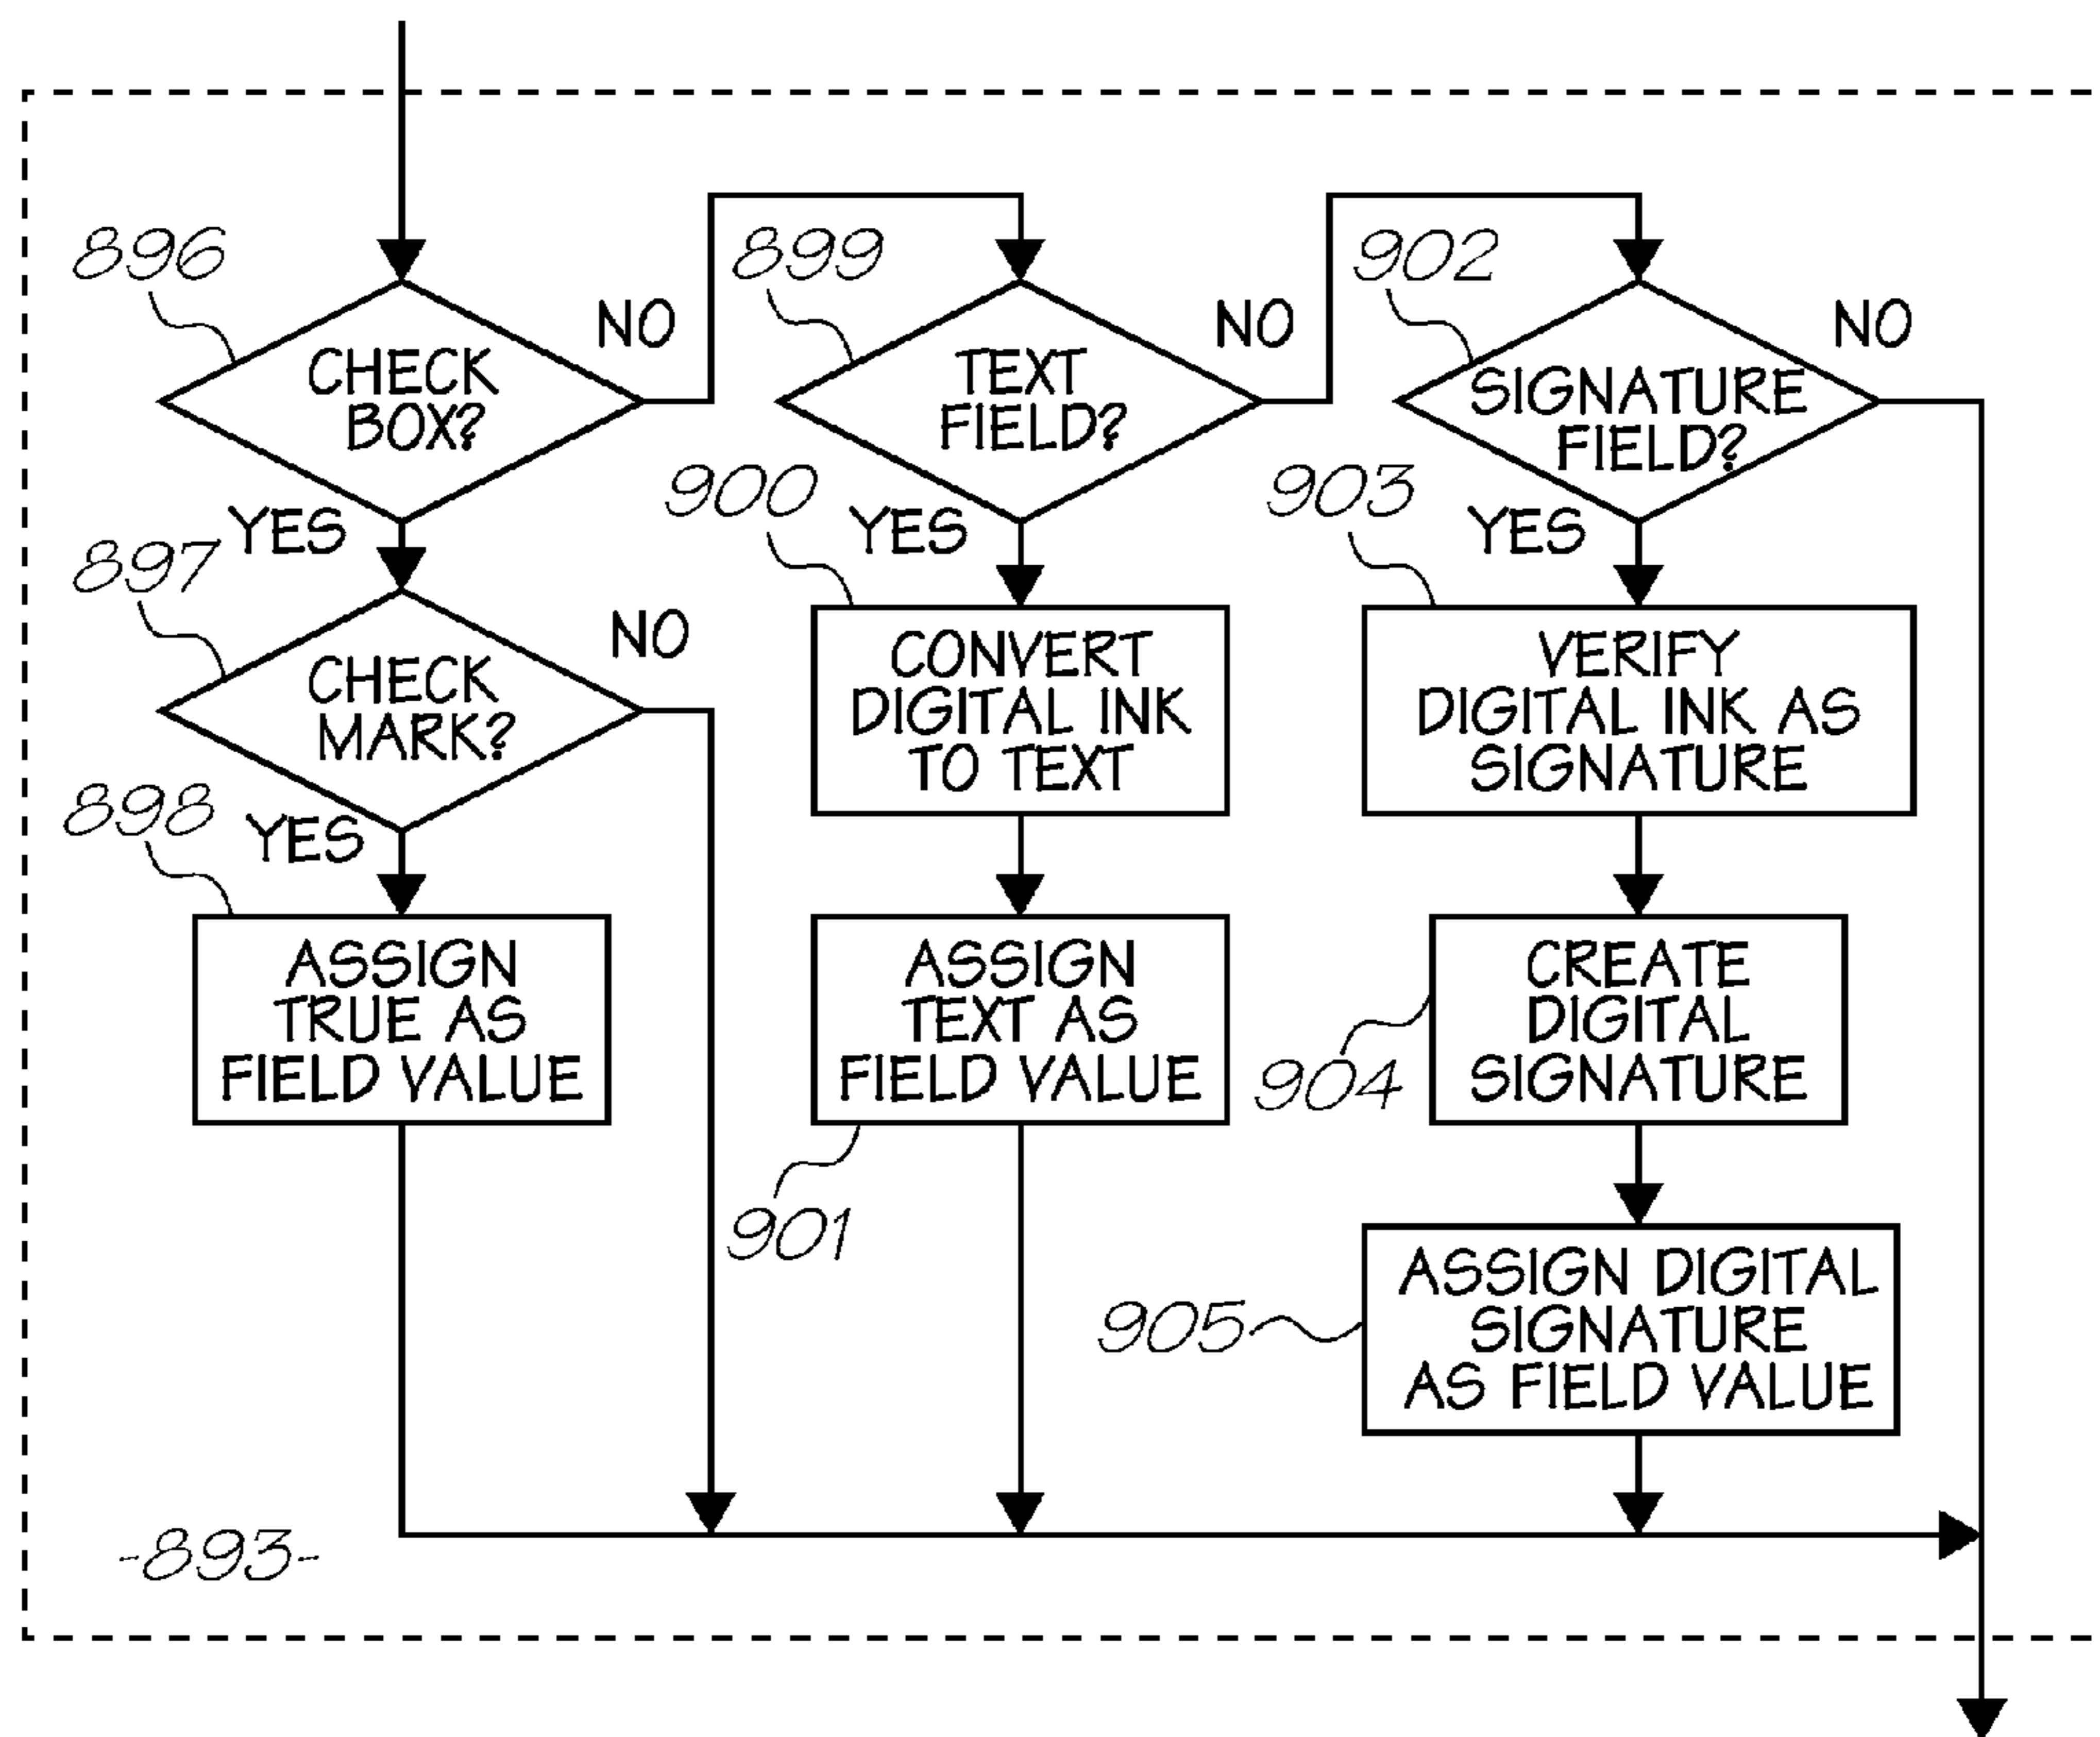 896
CHECK
BOX?
NO
YES
897
CHECK
MARK?
NO
YES
898
ASSIGN
TRUE AS
FIELD VALUE
899
TEXT
FIELD?
NO
YES
900
CONVERT
DIGITAL INK
TO TEXT
ASSIGN
TEXT AS
FIELD VALUE
901
902
SIGNATURE
FIELD?
NO
YES
903
VERIFY
DIGITAL INK AS
SIGNATURE
CREATE
DIGITAL
SIGNATURE
904
ASSIGN DIGITAL
SIGNATURE
AS FIELD VALUE
905
-893-